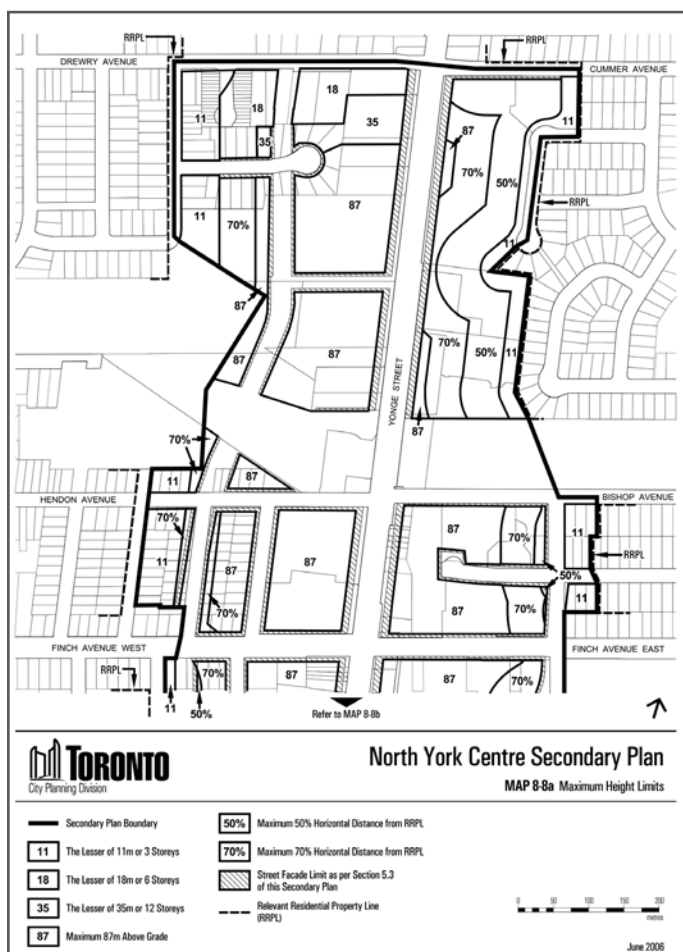 RRPL
RRPL
DREWRY AVENUE
CUMMER AVENUE
11
18
18
11
35
35
87
70%
50%
RRPL
11
70%
87
11
87
87
87
YONGE STREET
70%
50%
11
87
70%
11
87
HENDON AVENUE
BISHOP AVENUE
70%
11
87
87
87
70%
11
RRPL
50%
70%
87
70%
11
FINCH AVENUE WEST
FINCH AVENUE EAST
RRPL
70%
87
87
70%
11
50%
Refer to MAP 8-8b
TORONTO
City Planning Division
North York Centre Secondary Plan
MAP 8-8a Maximum Height Limits
Secondary Plan Boundary
11 The Lesser of 11m or 3 Storeys
18 The Lesser of 18m or 6 Storeys
35 The Lesser of 35m or 12 Storeys
87 Maximum 87m Above Grade
50% Maximum 50% Horizontal Distance from RRPL
70% Maximum 70% Horizontal Distance from RRPL
Street Facade Limit as per Section 5.3
of this Secondary Plan
Relevant Residential Property Line
(RRPL)
0 50 100 150 200
metres
June 2006